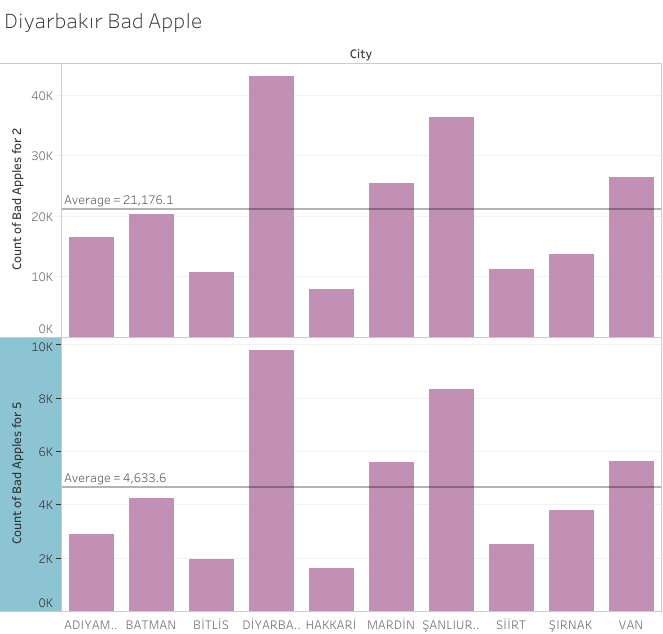 Diyarbakır Bad Apple
City
Count of Bad Apples for 2
40K
30K
20K
10K
0K
Average = 21,176.1
Count of Bad Apples for 5
10K
8K
6K
4K
2K
0K
Average = 4,633.6
ADIYAM.. BATMAN BİTLİS DİYARBA.. HAKKARİ MARDİN ŞANLIUR.. SİİRT ŞIRNAK VAN